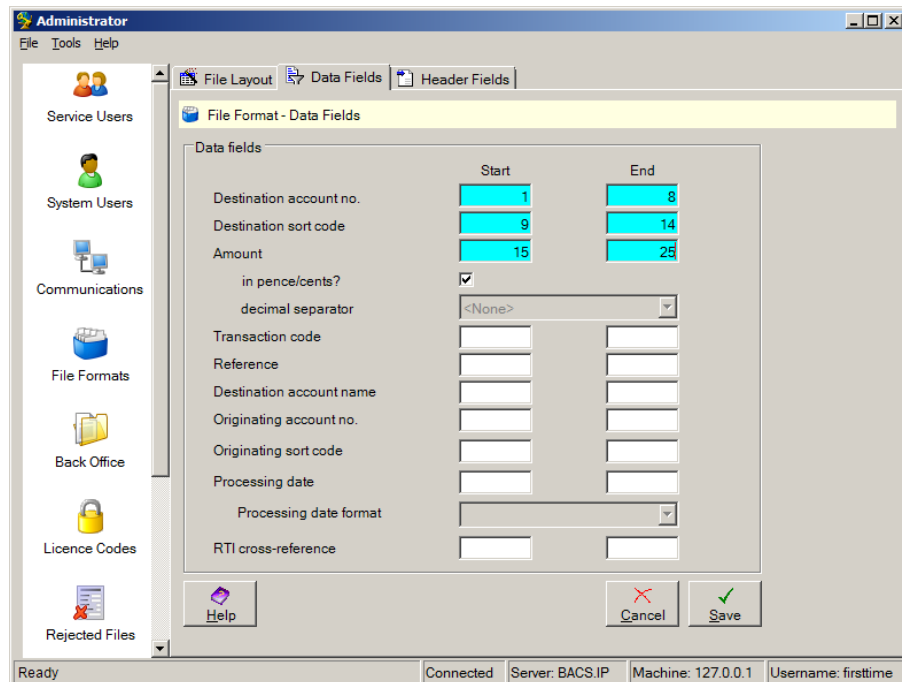 Administrator
File Tools Help
Service Users
System Users
Communications
File Formats
Back Office
Licence Codes
Rejected Files
File Layout Data Fields Header Fields
File Format - Data Fields
Data fields
Start End
Destination account no. 1 8
Destination sort code 9 14
Amount 15 25
in pence/cents?
decimal separator <None>
Transaction code
Reference
Destination account name
Originating account no.
Originating sort code
Processing date
Processing date format
RTI cross-reference
Help Cancel Save
Ready Connected Server: BACS.IP Machine: 127.0.0.1 Username: firsttime